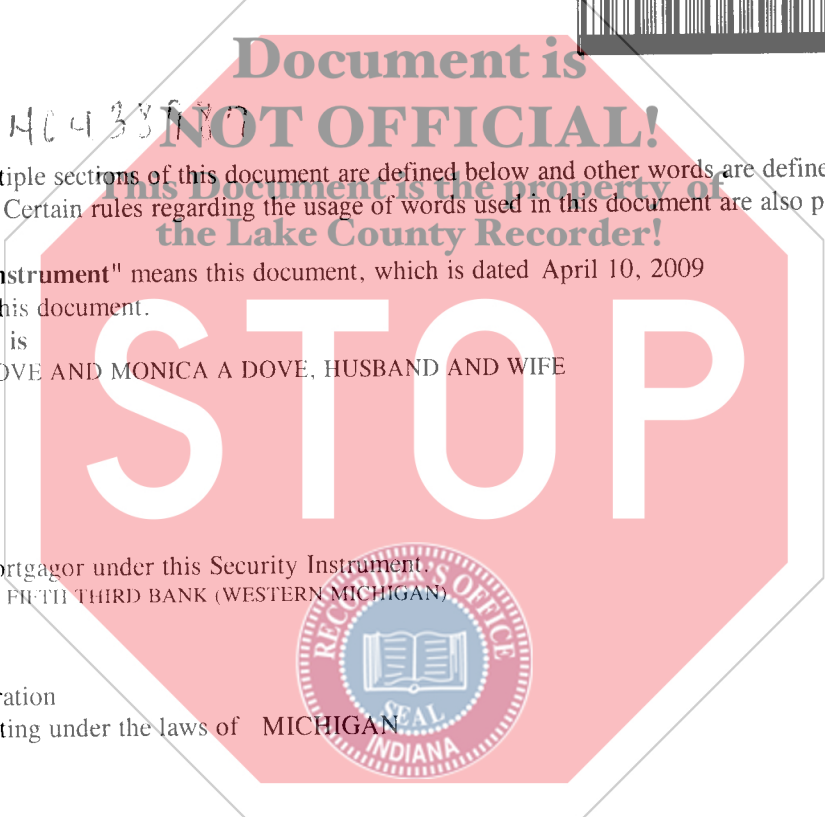 Document is
NOT OFFICIAL!
tiple sections of this document are defined below and other words are define
This Document is the property of
Certain rules regarding the usage of words used in this document are also p
the Lake County Recorder!
nstrument" means this document, which is dated April 10, 2009
his document.
is
OVE AND MONICA A DOVE, HUSBAND AND WIFE
STOP
ortgagor under this Security Instrument.
FIFTH THIRD BANK (WESTERN MICHIGAN)
RECORDER'S OFFICE
SEAL
INDIANA
ration
ting under the laws of MICHIGAN